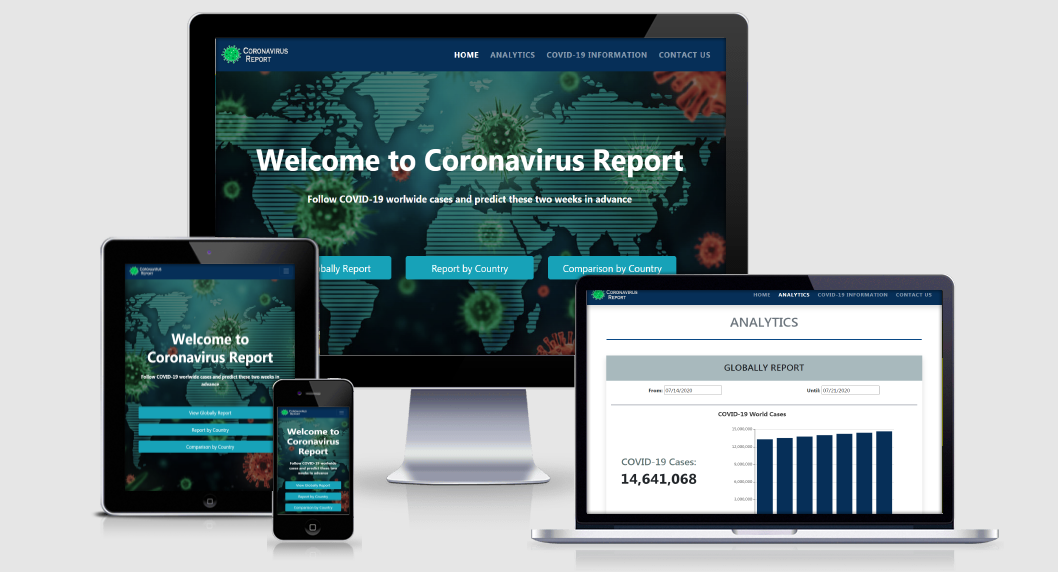 CORONAVIRUS
REPORT
HOME ANALYTICS COVID-19 INFORMATION CONTACT US
Welcome to Coronavirus Report
Follow COVID-19 worlwide cases and predict these two weeks in advance
bally Report Report by Country Comparison by Country
CORONAVIRUS
REPORT
Welcome to
Coronavirus Report
Follow COVID-19 worlwide cases and predict these two weeks in
advance
View Globally Report
Report by Country
Comparison by Country
CORONAVIRUS
REPORT
Welcome to
Coronavirus
Report
Follow COVID-19 worlwide
cases and predict these two
weeks in advance
View Globally Report
Report by Country
Comparison by Country
CORONAVIRUS
REPORT
HOME ANALYTICS COVID-19 INFORMATION CONTACT US
ANALYTICS
GLOBALLY REPORT
From: 07/14/2020 Until: 07/21/2020
COVID-19 World Cases
15,000,000
12,000,000
9,000,000
6,000,000
3,000,000
COVID-19 Cases:
14,641,068